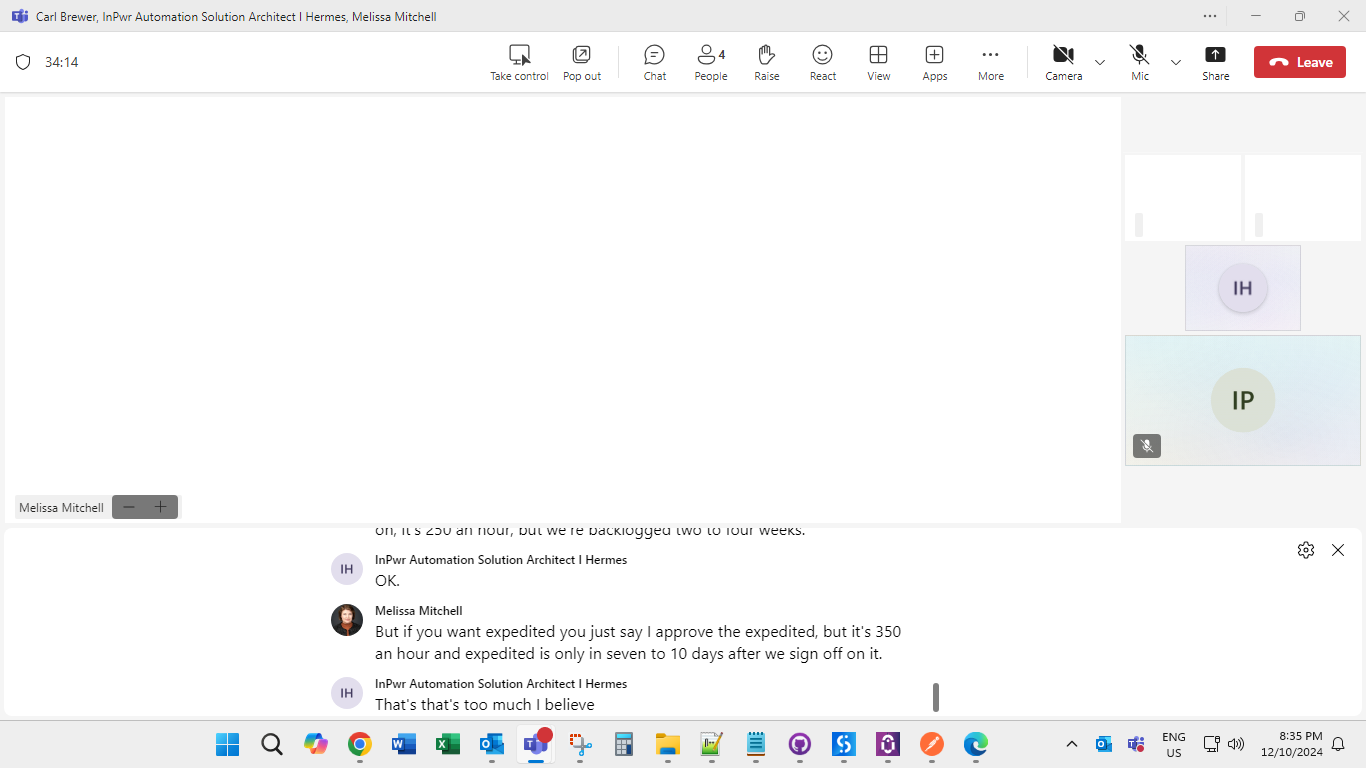 Carl Brewer, InPwr Automation Solution Architect I Hermes, Melissa Mitchell
34:14
Take control
Pop out
Chat
4
People
Raise
React
View
Apps
More
Camera
Mic
Share
Leave
IH
IP
Melissa Mitchell
on, it's 250 an hour, but we're backlogged two to four weeks.
InPwr Automation Solution Architect I Hermes
IH
OK.
Melissa Mitchell
But if you want expedited you just say I approve the expedited, but it's 350
an hour and expedited is only in seven to 10 days after we sign off on it.
InPwr Automation Solution Architect I Hermes
IH
That's that's too much I believe
ENG
US
8:35 PM
12/10/2024